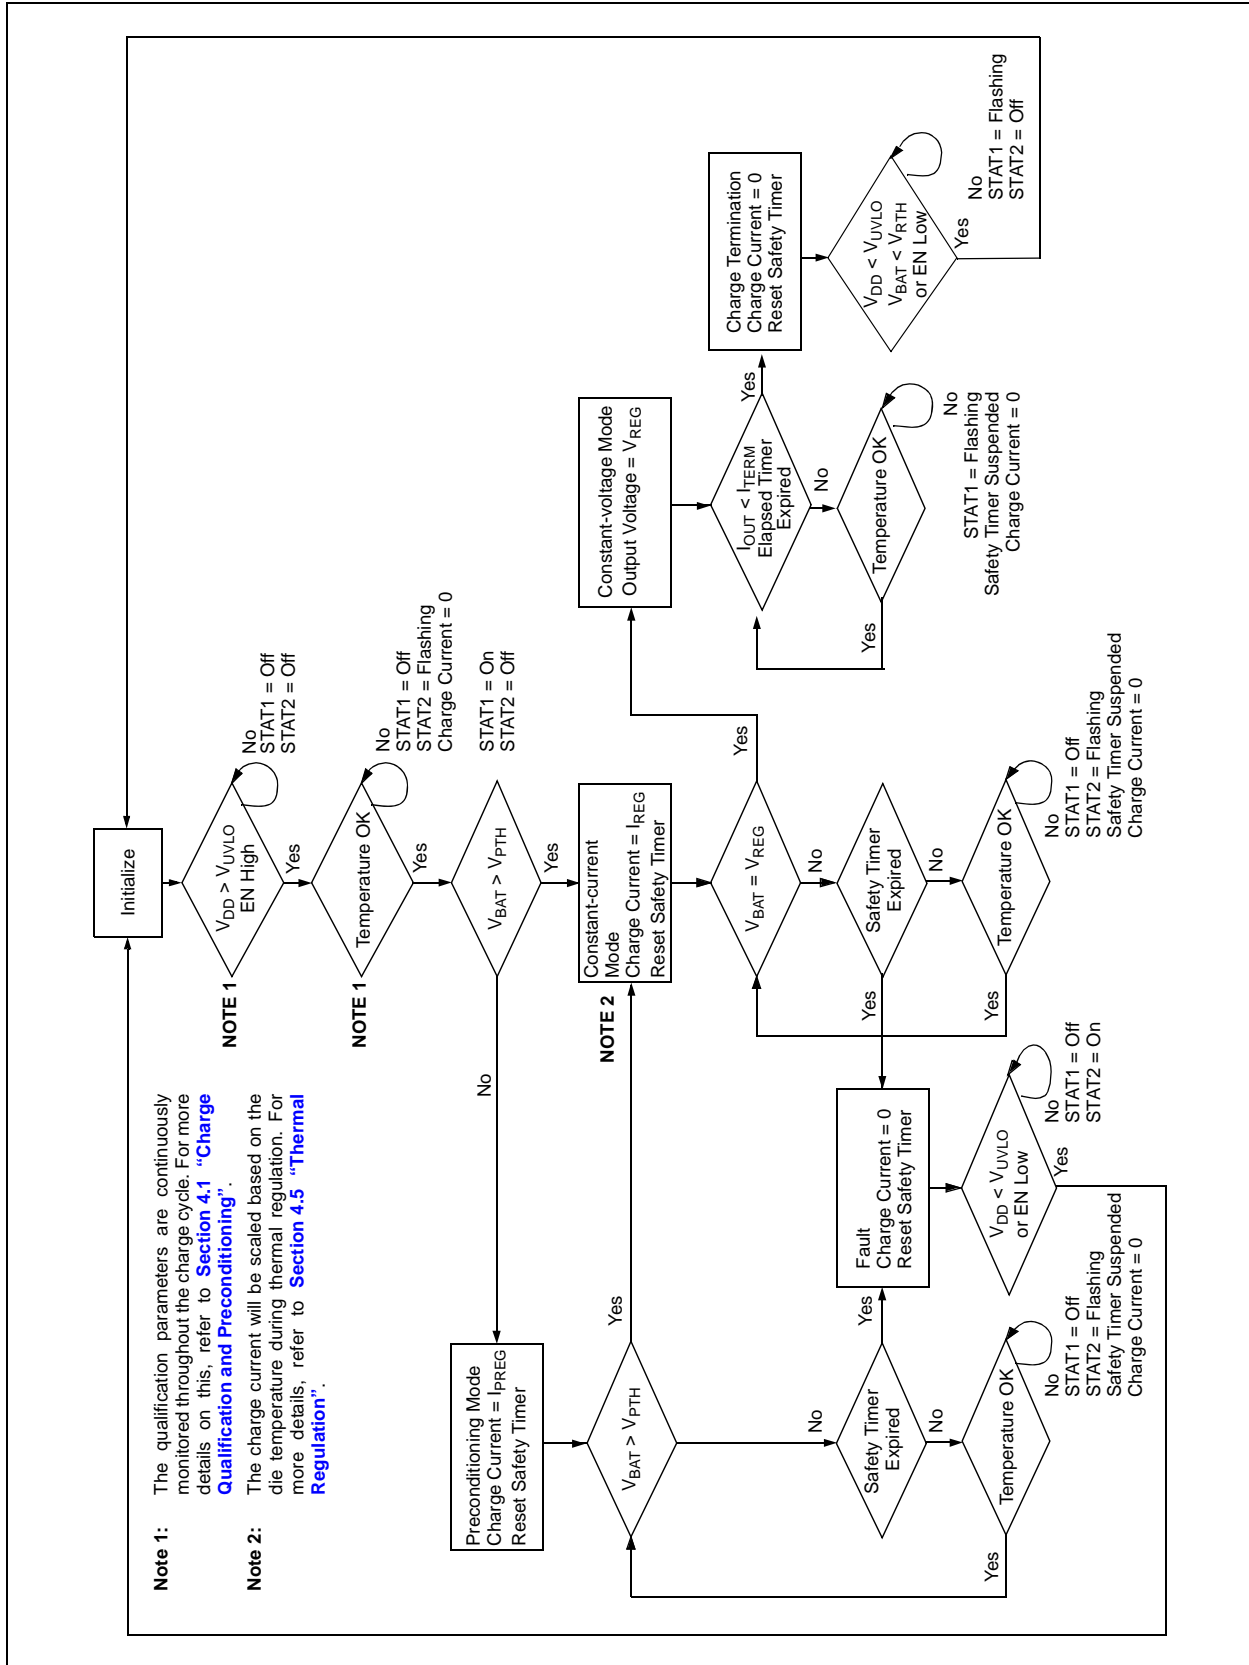 Note 1: The qualification parameters are continuously
monitored throughout the charge cycle. For more
details on this, refer to Section 4.1 “Charge
Qualification and Preconditioning”.
Note 2: The charge current will be scaled based on the
die temperature during thermal regulation. For
more details, refer to Section 4.5 “Thermal
Regulation”.
Initialize
NOTE 1
VDD > VUVLO
EN High
No
STAT1 = Off
STAT2 = Off
Yes
NOTE 1
Temperature OK
No
STAT1 = Off
STAT2 = Flashing
Charge Current = 0
Yes
VBAT > VPTH
STAT1 = On
STAT2 = Off
No
Yes
Preconditioning Mode
Charge Current = IPREG
Reset Safety Timer
NOTE 2
Constant-current
Mode
Charge Current = IREG
Reset Safety Timer
Constant-voltage Mode
Output Voltage = VREG
VBAT > VPTH
Yes
No
VBAT = VREG
Yes
No
IOUT < ITERM
Elapsed Timer
Expired
Yes
No
Charge Termination
Charge Current = 0
Reset Safety Timer
Safety Timer
Expired
Yes
No
Fault
Charge Current = 0
Reset Safety Timer
Safety Timer
Expired
Yes
No
Temperature OK
Yes
No
STAT1 = Flashing
Safety Timer Suspended
Charge Current = 0
VDD < VUVLO
VBAT < VRTH
or EN Low
Yes
No
STAT1 = Flashing
STAT2 = Off
Temperature OK
Yes
No
STAT1 = Off
STAT2 = Flashing
Safety Timer Suspended
Charge Current = 0
VDD < VUVLO
or EN Low
Yes
No
STAT1 = Off
STAT2 = On
Temperature OK
Yes
No
STAT1 = Off
STAT2 = Flashing
Safety Timer Suspended
Charge Current = 0